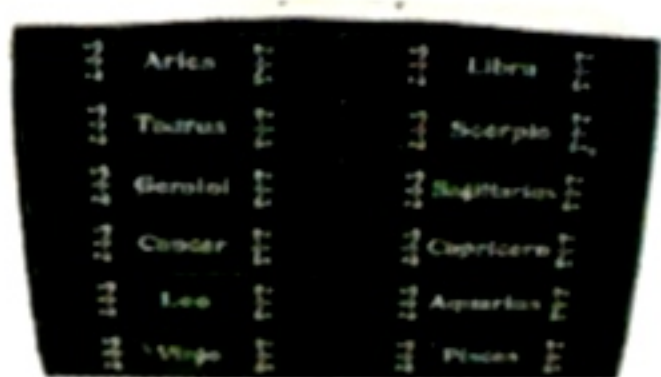 Aries
Taurus
Gemini
Cancer
Leo
Virgo
Libra
Scorpio
Sagittarius
Capricorn
Aquarius
Pisces